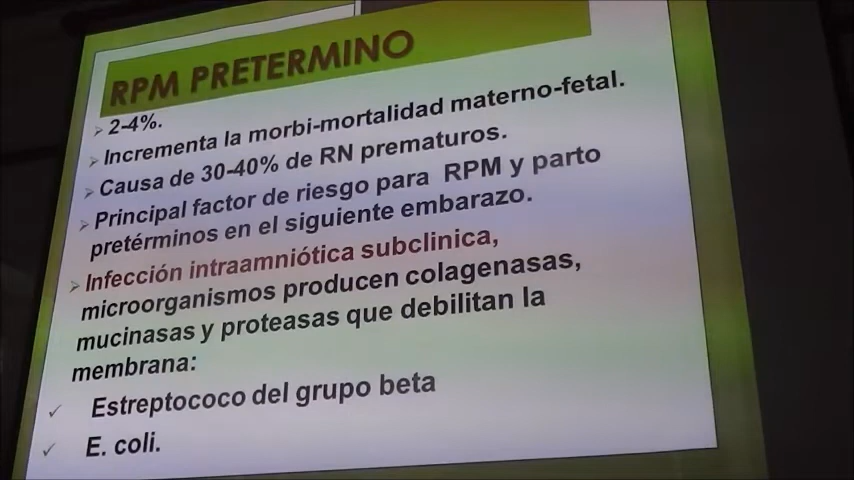 RPM PRETERMINO
2-4%.
Incrementa la morbi-mortalidad materno-fetal.
Causa de 30-40% de RN prematuros.
Principal factor de riesgo para RPM y parto
pretérminos en el siguiente embarazo.
Infección intraamniótica subclinica,
microorganismos producen colagenasas,
mucinasas y proteasas que debilitan la
membrana:
Estreptococo del grupo beta
E. coli.